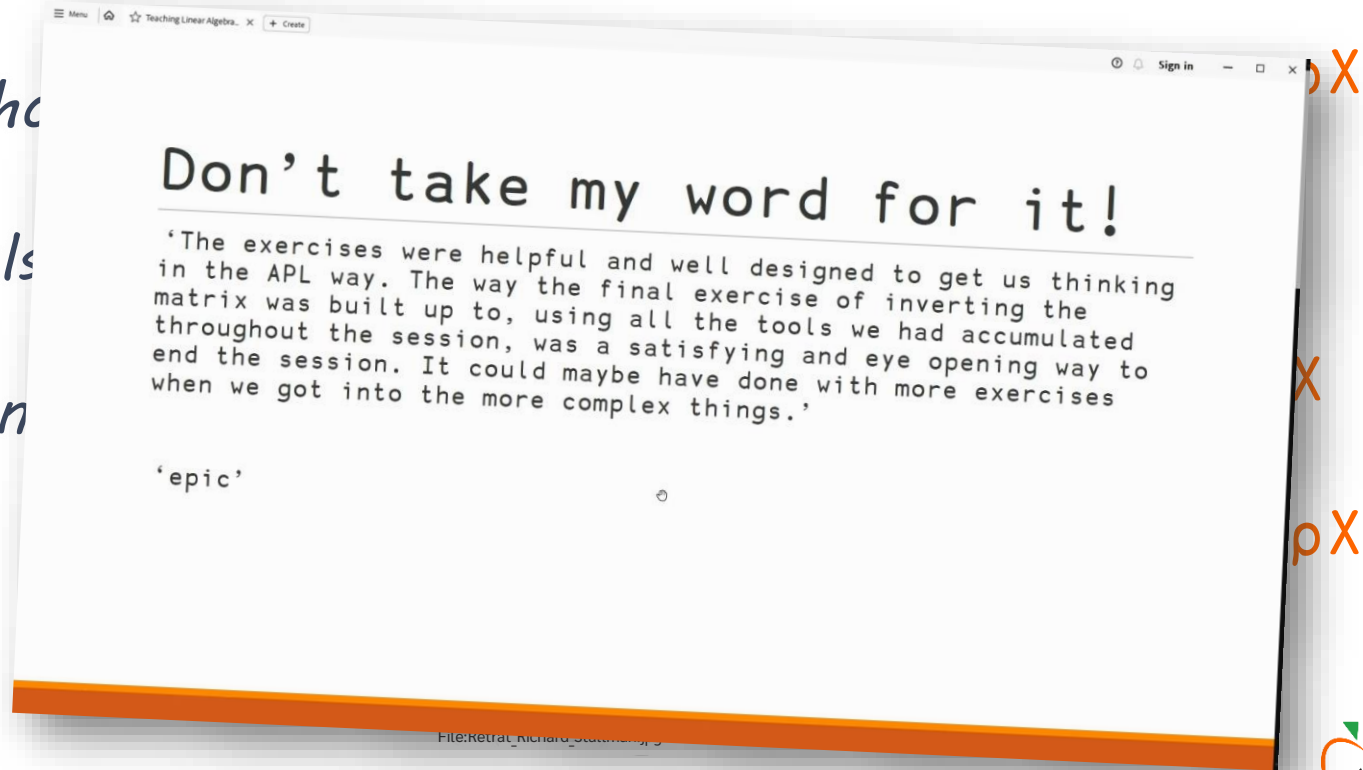 Menu
Teaching Linear Algebra..
+ Create
Sign in
Don't take my word for it!
'The exercises were helpful and well designed to get us thinking
in the APL way. The way the final exercise of inverting the
matrix was built up to, using all the tools we had accumulated
throughout the session, was a satisfying and eye opening way to
end the session. It could maybe have done with more exercises
when we got into the more complex things.'
'epic'
X
X
⍴X